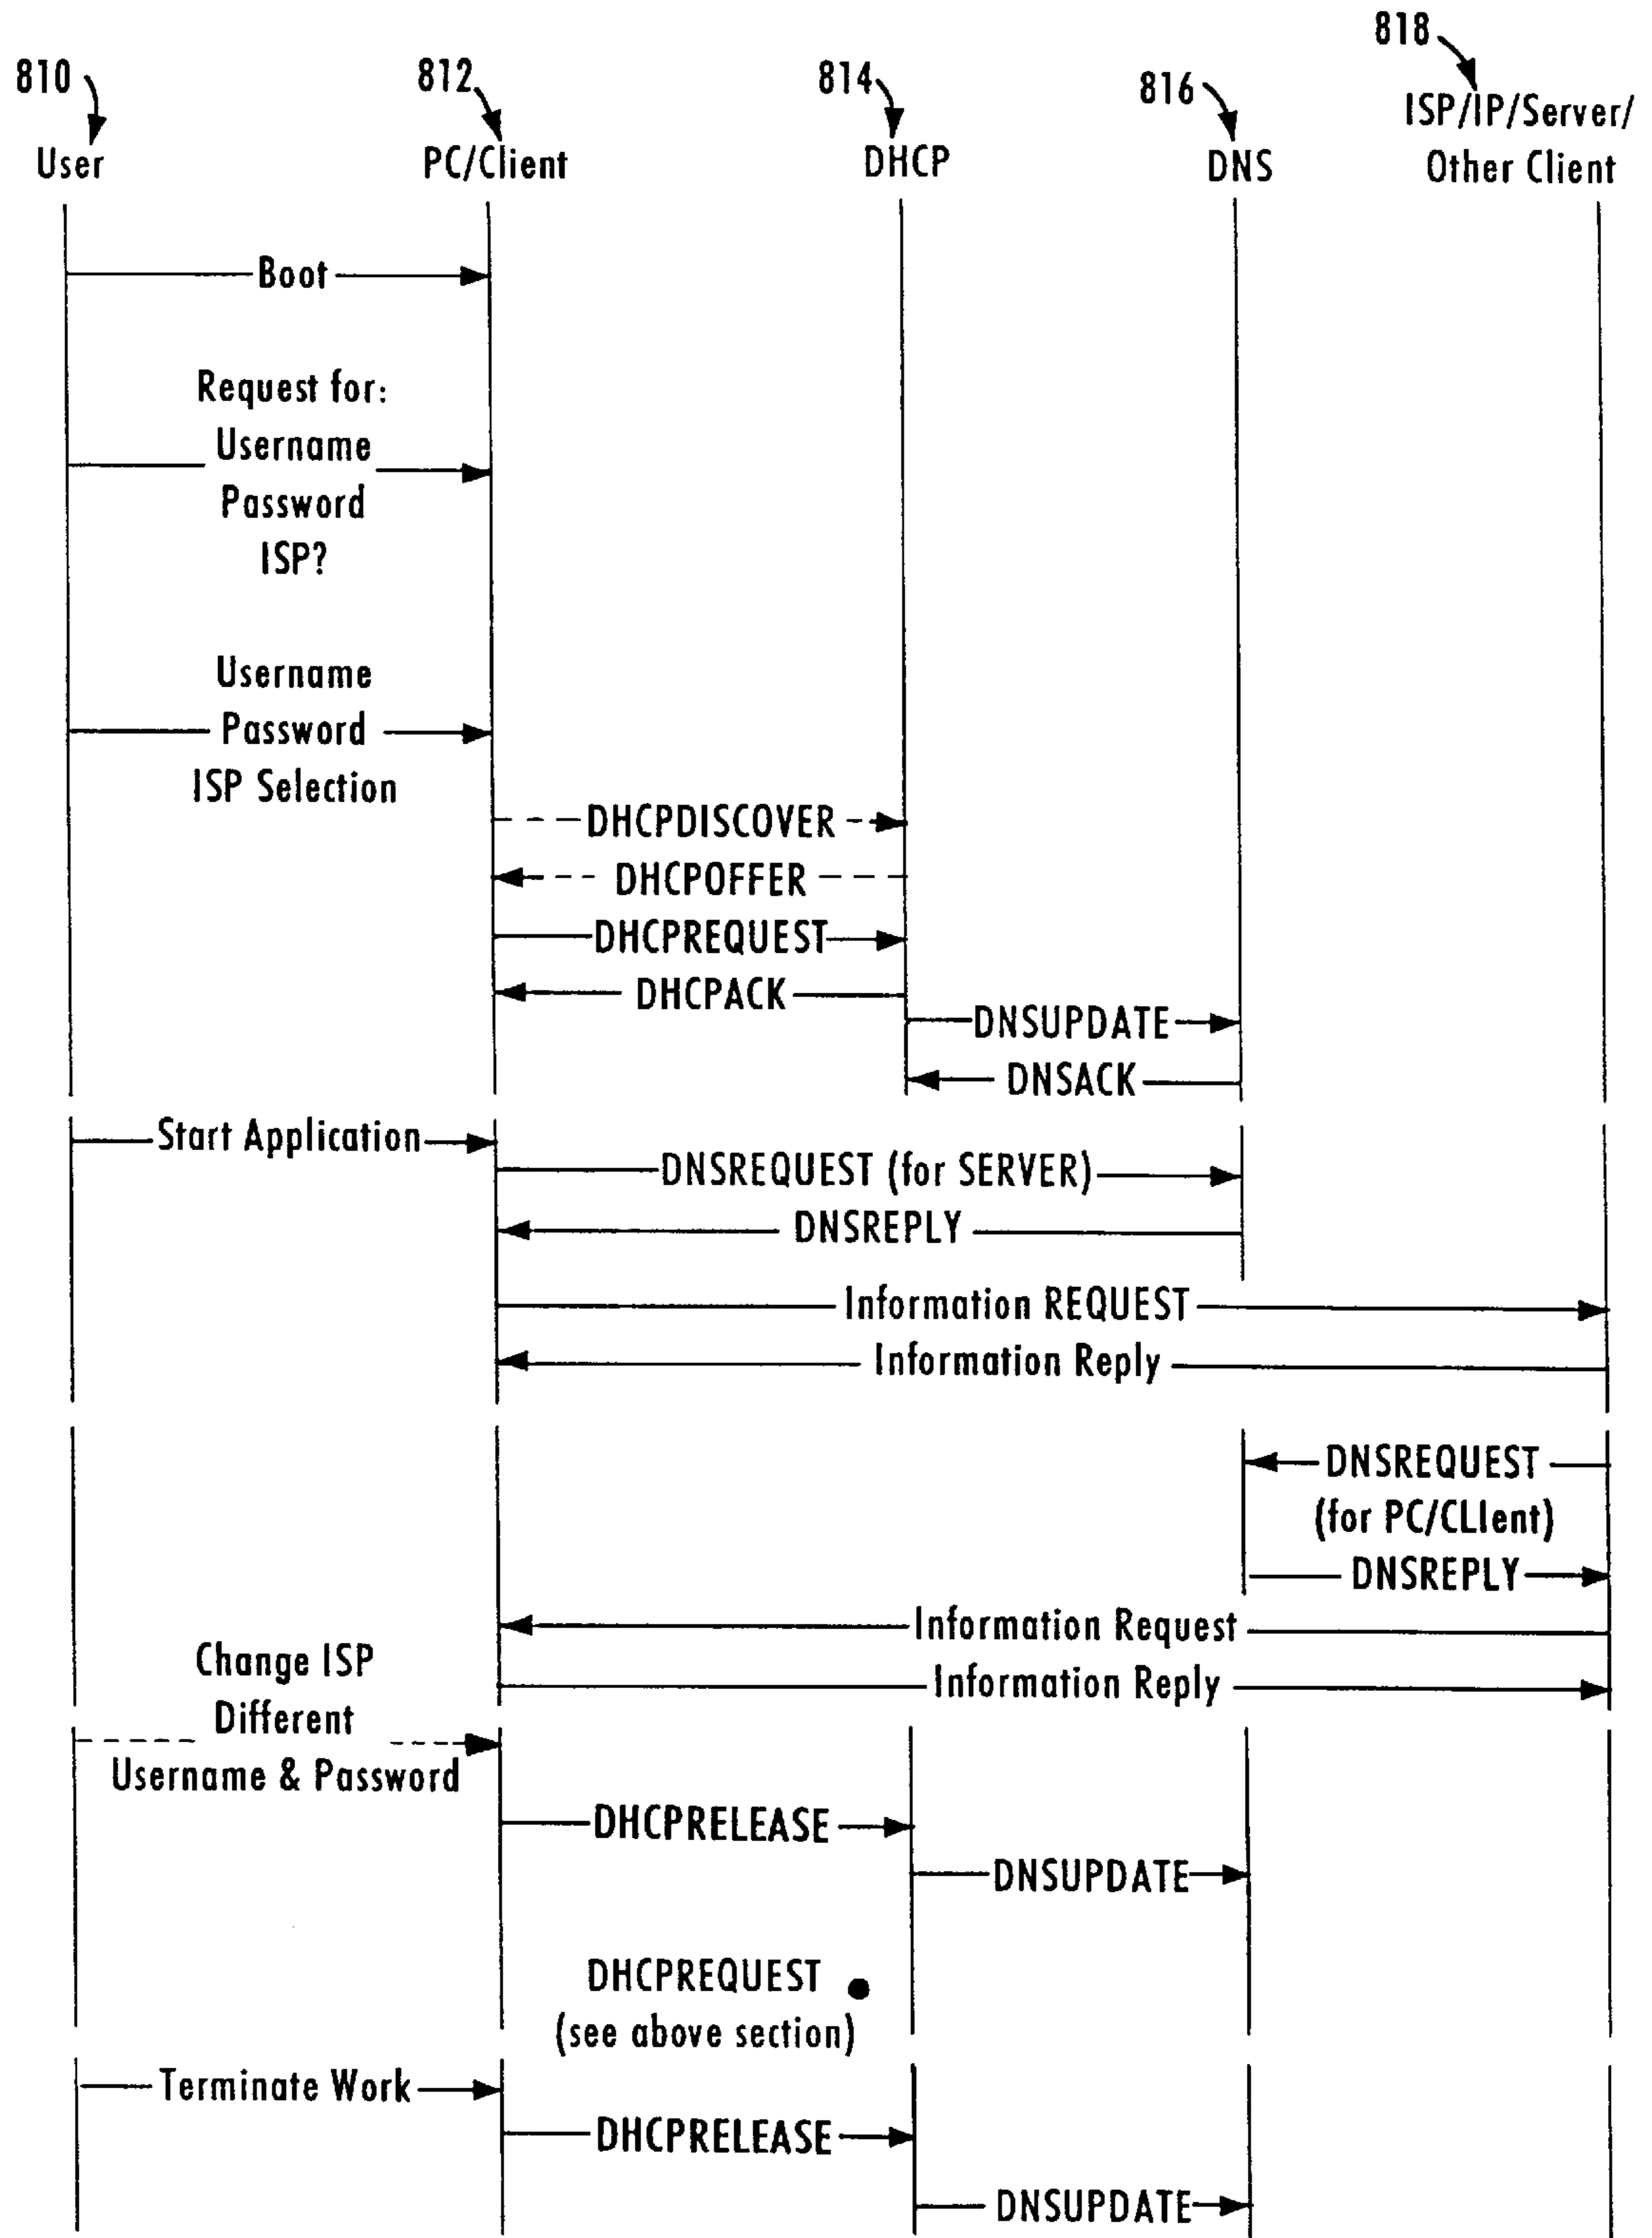 818
810
812
814
816
ISP/IP/Server/
Other Client
User
PC/Client
DHCP
DNS
Boot
Request for:
Username
Password
ISP?
Username
Password
ISP Selection
DHCPDISCOVER
DHCPOFFER
DHCPREQUEST
DHCPACK
DNSUPDATE
DNSACK
Start Application
DNSREQUEST (for SERVER)
DNSREPLY
Information REQUEST
Information Reply
DNSREQUEST
(for PC/CLIent)
DNSREPLY
Information Request
Information Reply
Change ISP
Different
Username & Password
DHCPRELEASE
DNSUPDATE
DHCPREQUEST
(see above section)
Terminate Work
DHCPRELEASE
DNSUPDATE